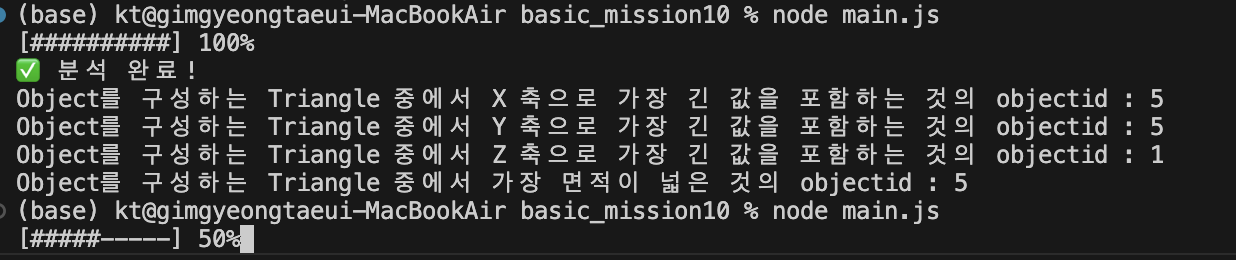 (base) kt@gimgyeongtaeui-MacBookAir basic_mission10 % node main.js
[##########] 100%
✅ 분석 완료!
Object를 구성하는 Triangle 중에서 X 축으로 가장 긴 값을 포함하는 것의 objectid : 5
Object를 구성하는 Triangle 중에서 Y 축으로 가장 긴 값을 포함하는 것의 objectid : 5
Object를 구성하는 Triangle 중에서 Z 축으로 가장 긴 값을 포함하는 것의 objectid : 1
Object를 구성하는 Triangle 중에서 가장 면적이 넓은 것의 objectid : 5
(base) kt@gimgyeongtaeui-MacBookAir basic_mission10 % node main.js
[#####-----] 50%